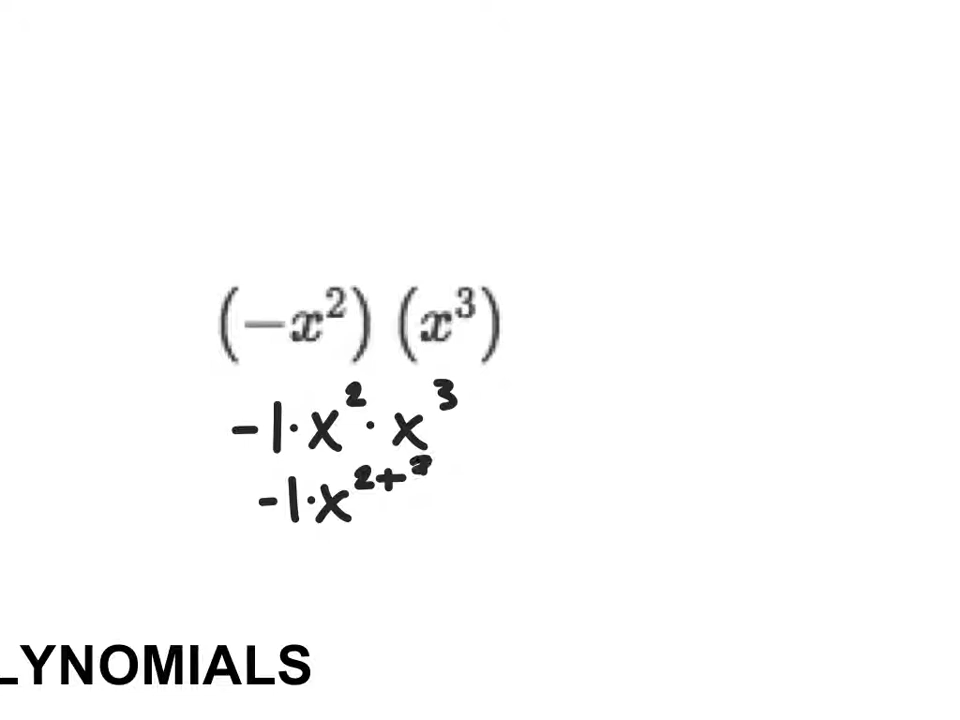 (−x²) (x³)
-1·x²·x³
-1·x²⁺
LYNOMIALS